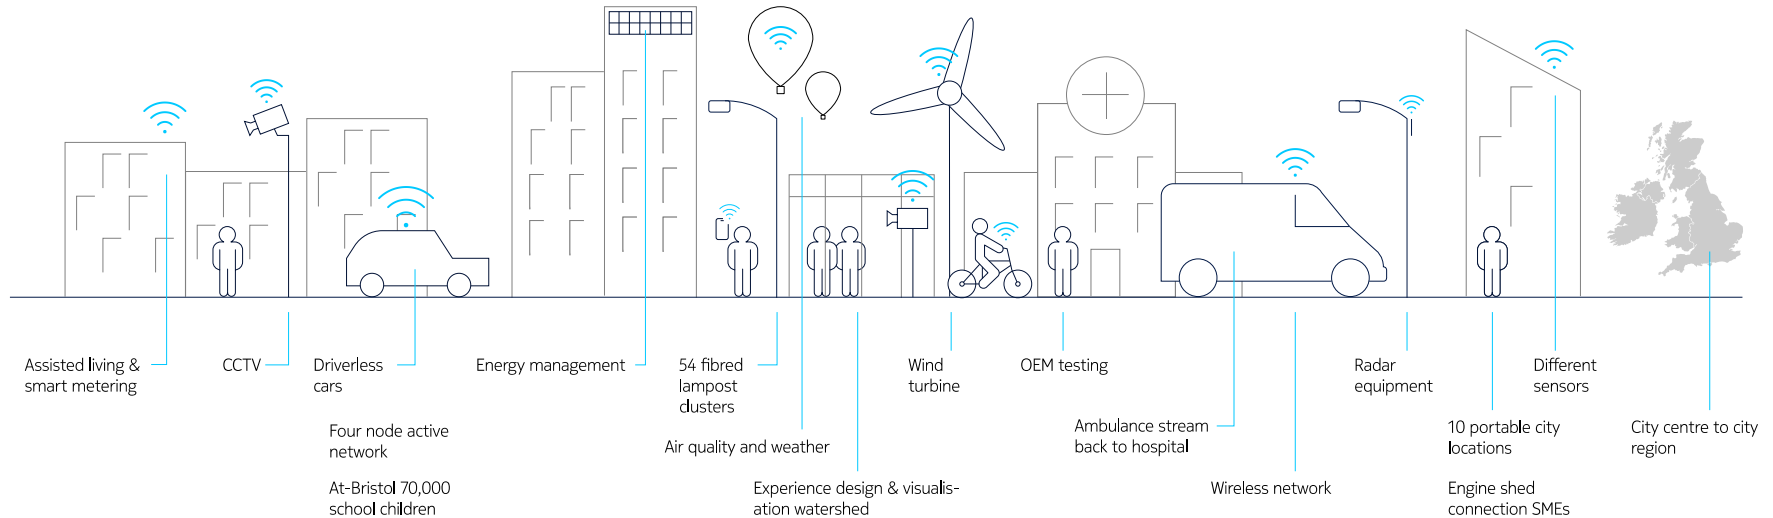 Assisted living &
smart metering
CCTV
Driverless
cars
Four node active
network
At-Bristol 70,000
school children
Energy management
54 fibred
lampost
clusters
Air quality and weather
Experience design & visualis-
ation watershed
Wind
turbine
OEM testing
Ambulance stream
back to hospital
Wireless network
Radar
equipment
10 portable city
locations
Engine shed
connection SMEs
Different
sensors
City centre to city
region